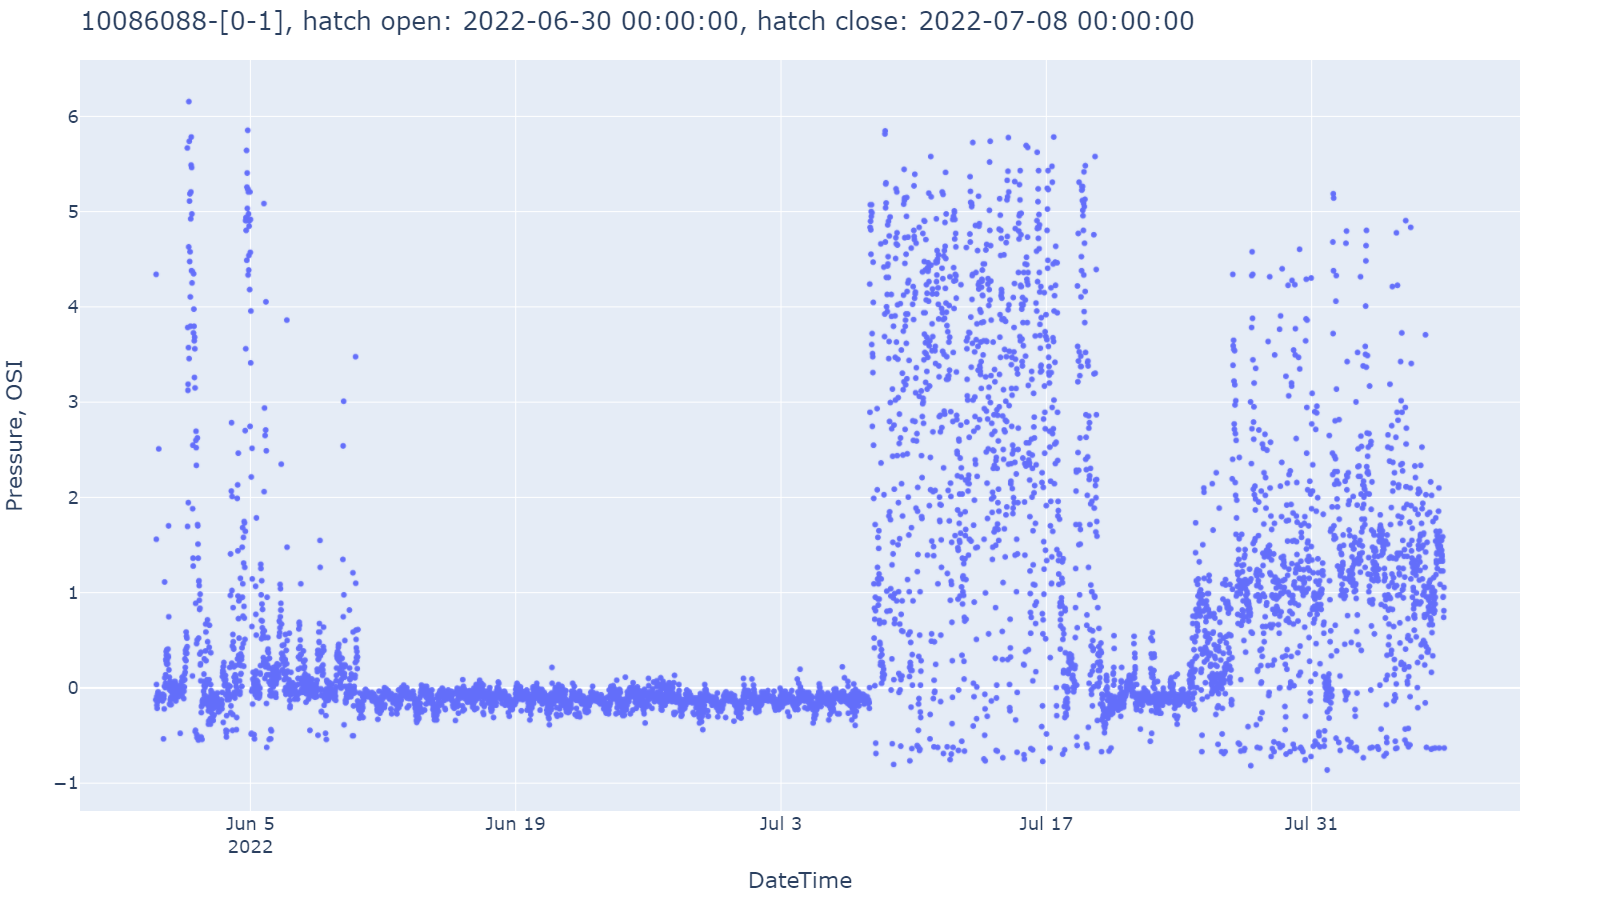 10086088-[0-1], hatch open: 2022-06-30 00:00:00, hatch close: 2022-07-08 00:00:00
Pressure, OSI
6
5
4
3
2
1
0
−1
Jun 5
2022
Jun 19
Jul 3
Jul 17
Jul 31
DateTime